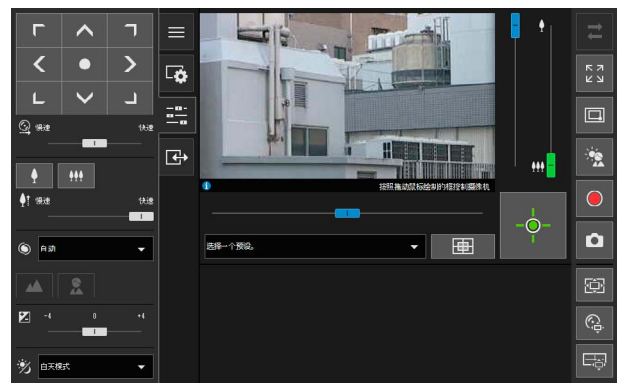 慢速 快速
慢速 快速
自动
-4 0 +4
白天模式
按照拖动鼠标绘制的框控制摄像机
选择一个预设。